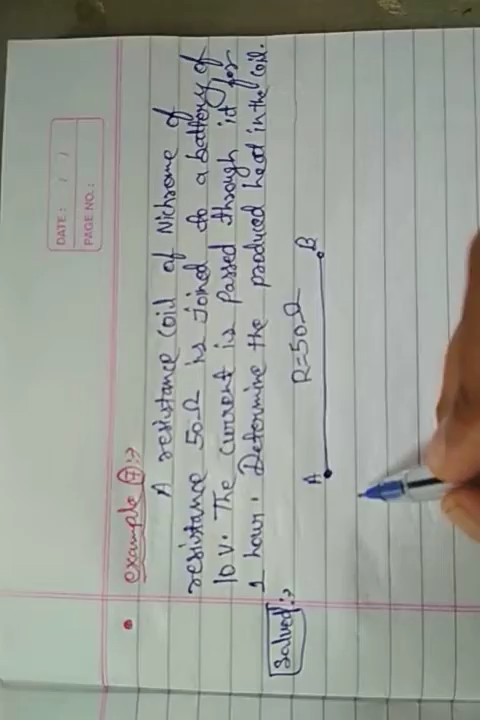 DATE: / /
PAGE NO.:
• example ⑦:→
A resistance coil of Nichrome of
resistance 50Ω is joined to a battery of
10 V. The current is passed through it for
1 hour. Determine the produced heat in the coil.
Solved:→
A R=50Ω B